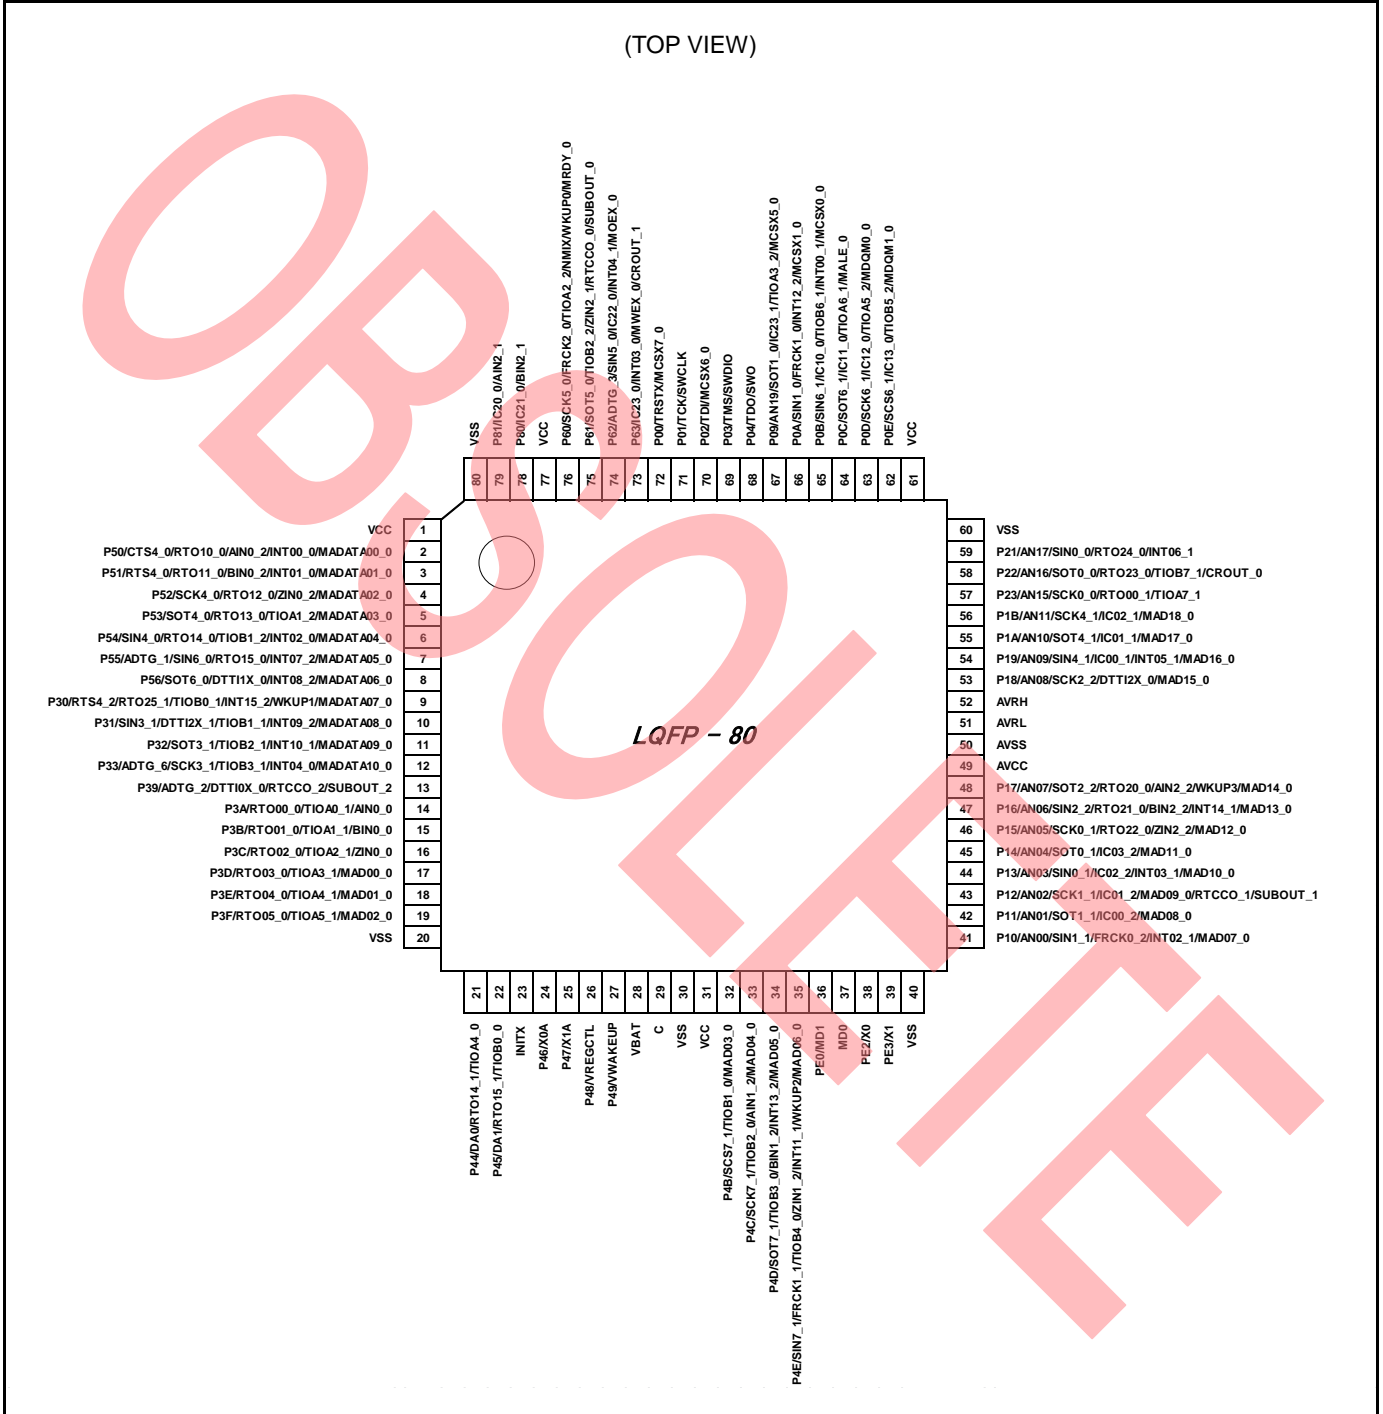 (TOP VIEW)
VSS
P81/IC20_0/AIN2_1
P80/IC21_0/BIN2_1
VCC
P60/SCK5_0/FRCK2_0/TIOA2_2/NMIX/WKUP0/MRDY_0
P61/SOT5_0/TIOB2_2/ZIN2_1/RTCCO_0/SUBOUT_0
P62/ADTG_3/SIN5_0/IC22_0/INT04_1/MOEX_0
P63/IC23_0/INT03_0/MWEX_0/CROUT_1
P00/TRSTX/MCSX7_0
P01/TCK/SWCLK
P02/TDI/MCSX6_0
P03/TMS/SWDIO
P04/TDO/SWO
P09/AN19/SOT1_0/IC23_1/TIOA3_2/MCSX5_0
P0A/SIN1_0/FRCK1_0/INT12_2/MCSX1_0
P0B/SIN6_1/IC10_0/TIOB6_1/INT00_1/MCSX0_0
P0C/SOT6_1/IC11_0/TIOA6_1/MALE_0
P0D/SCK6_1/IC12_0/TIOA5_2/MDQM0_0
P0E/SCS6_1/IC13_0/TIOB5_2/MDQM1_0
VCC
80 79 78 77 76 75 74 73 72 71 70 69 68 67 66 65 64 63 62 61
VCC 1
P50/CTS4_0/RTO10_0/AIN0_2/INT00_0/MADATA00_0 2
P51/RTS4_0/RTO11_0/BIN0_2/INT01_0/MADATA01_0 3
P52/SCK4_0/RTO12_0/ZIN0_2/MADATA02_0 4
P53/SOT4_0/RTO13_0/TIOA1_2/MADATA03_0 5
P54/SIN4_0/RTO14_0/TIOB1_2/INT02_0/MADATA04_0 6
P55/ADTG_1/SIN6_0/RTO15_0/INT07_2/MADATA05_0 7
P56/SOT6_0/DTTI1X_0/INT08_2/MADATA06_0 8
P30/RTS4_2/RTO25_1/TIOB0_1/INT15_2/WKUP1/MADATA07_0 9
P31/SIN3_1/DTTI2X_1/TIOB1_1/INT09_2/MADATA08_0 10
P32/SOT3_1/TIOB2_1/INT10_1/MADATA09_0 11
P33/ADTG_6/SCK3_1/TIOB3_1/INT04_0/MADATA10_0 12
P39/ADTG_2/DTTI0X_0/RTCCO_2/SUBOUT_2 13
P3A/RTO00_0/TIOA0_1/AIN0_0 14
P3B/RTO01_0/TIOA1_1/BIN0_0 15
P3C/RTO02_0/TIOA2_1/ZIN0_0 16
P3D/RTO03_0/TIOA3_1/MAD00_0 17
P3E/RTO04_0/TIOA4_1/MAD01_0 18
P3F/RTO05_0/TIOA5_1/MAD02_0 19
VSS 20
LQFP - 80
60 VSS
59 P21/AN17/SIN0_0/RTO24_0/INT06_1
58 P22/AN16/SOT0_0/RTO23_0/TIOB7_1/CROUT_0
57 P23/AN15/SCK0_0/RTO00_1/TIOA7_1
56 P1B/AN11/SCK4_1/IC02_1/MAD18_0
55 P1A/AN10/SOT4_1/IC01_1/MAD17_0
54 P19/AN09/SIN4_1/IC00_1/INT05_1/MAD16_0
53 P18/AN08/SCK2_2/DTTI2X_0/MAD15_0
52 AVRH
51 AVRL
50 AVSS
49 AVCC
48 P17/AN07/SOT2_2/RTO20_0/AIN2_2/WKUP3/MAD14_0
47 P16/AN06/SIN2_2/RTO21_0/BIN2_2/INT14_1/MAD13_0
46 P15/AN05/SCK0_1/RTO22_0/ZIN2_2/MAD12_0
45 P14/AN04/SOT0_1/IC03_2/MAD11_0
44 P13/AN03/SIN0_1/IC02_2/INT03_1/MAD10_0
43 P12/AN02/SCK1_1/IC01_2/MAD09_0/RTCCO_1/SUBOUT_1
42 P11/AN01/SOT1_1/IC00_2/MAD08_0
41 P10/AN00/SIN1_1/FRCK0_2/INT02_1/MAD07_0
21 22 23 24 25 26 27 28 29 30 31 32 33 34 35 36 37 38 39 40
P44/DA0/RTO14_1/TIOA4_0
P45/DA1/RTO15_1/TIOB0_0
INITX
P46/X0A
P47/X1A
P48/VREGCTL
P49/VWAKEUP
VBAT
C
VSS
VCC
P4B/SCS7_1/TIOB1_0/MAD03_0
P4C/SCK7_1/TIOB2_0/AIN1_2/MAD04_0
P4D/SOT7_1/TIOB3_0/BIN1_2/INT13_2/MAD05_0
P4E/SIN7_1/FRCK1_1/TIOB4_0/ZIN1_2/INT11_1/WKUP2/MAD06_0
PE0/MD1
MD0
PE2/X0
PE3/X1
VSS
OBSOLETE